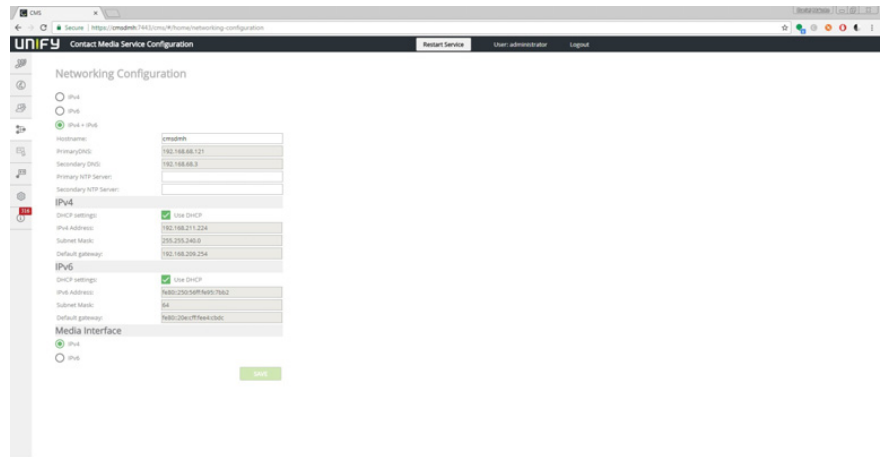 CMS
Secure | https://cmsdmh:7443/cms/#/home/networking-configuration
UNIFY Contact Media Service Configuration Restart Service User: administrator Logout
Networking Configuration
IPv4
IPv6
IPv4 + IPv6
Hostname: cmsdmh
PrimaryDNS: 192.168.68.121
Secondary DNS: 192.168.68.3
Primary NTP Server:
Secondary NTP Server:
IPv4
DHCP settings: Use DHCP
IPv4 Address: 192.168.211.224
Subnet Mask: 255.255.240.0
Default gateway: 192.168.209.254
IPv6
DHCP settings: Use DHCP
IPv6 Address:
Subnet Mask: 64
Default gateway:
Media Interface
IPv4
IPv6
SAVE